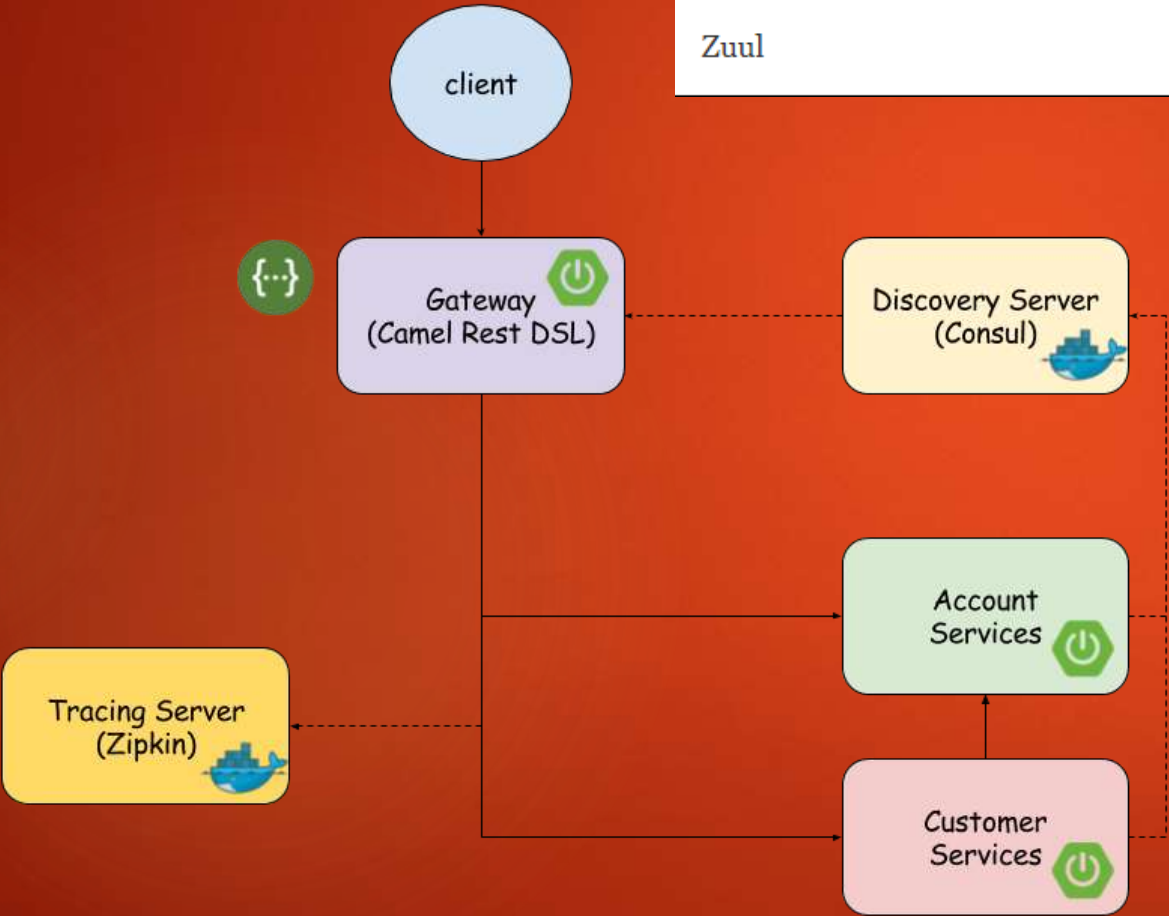 Zuul
client
Gateway
(Camel Rest DSL)
Discovery Server
(Consul)
Account
Services
Tracing Server
(Zipkin)
Customer
Services